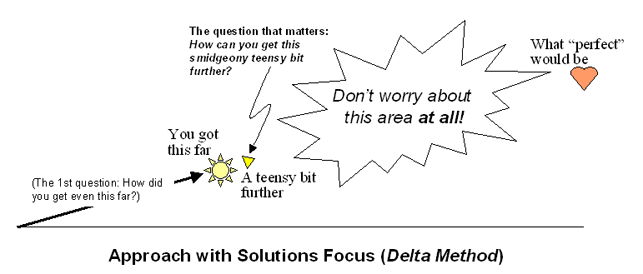 The question that matters:
How can you get this
smidgeony teensy bit
further?
What “perfect”
would be
Don't worry about
this area at all!
You got
this far
A teensy bit
further
(The 1st question: How did
you get even this far?)
Approach with Solutions Focus (Delta Method)